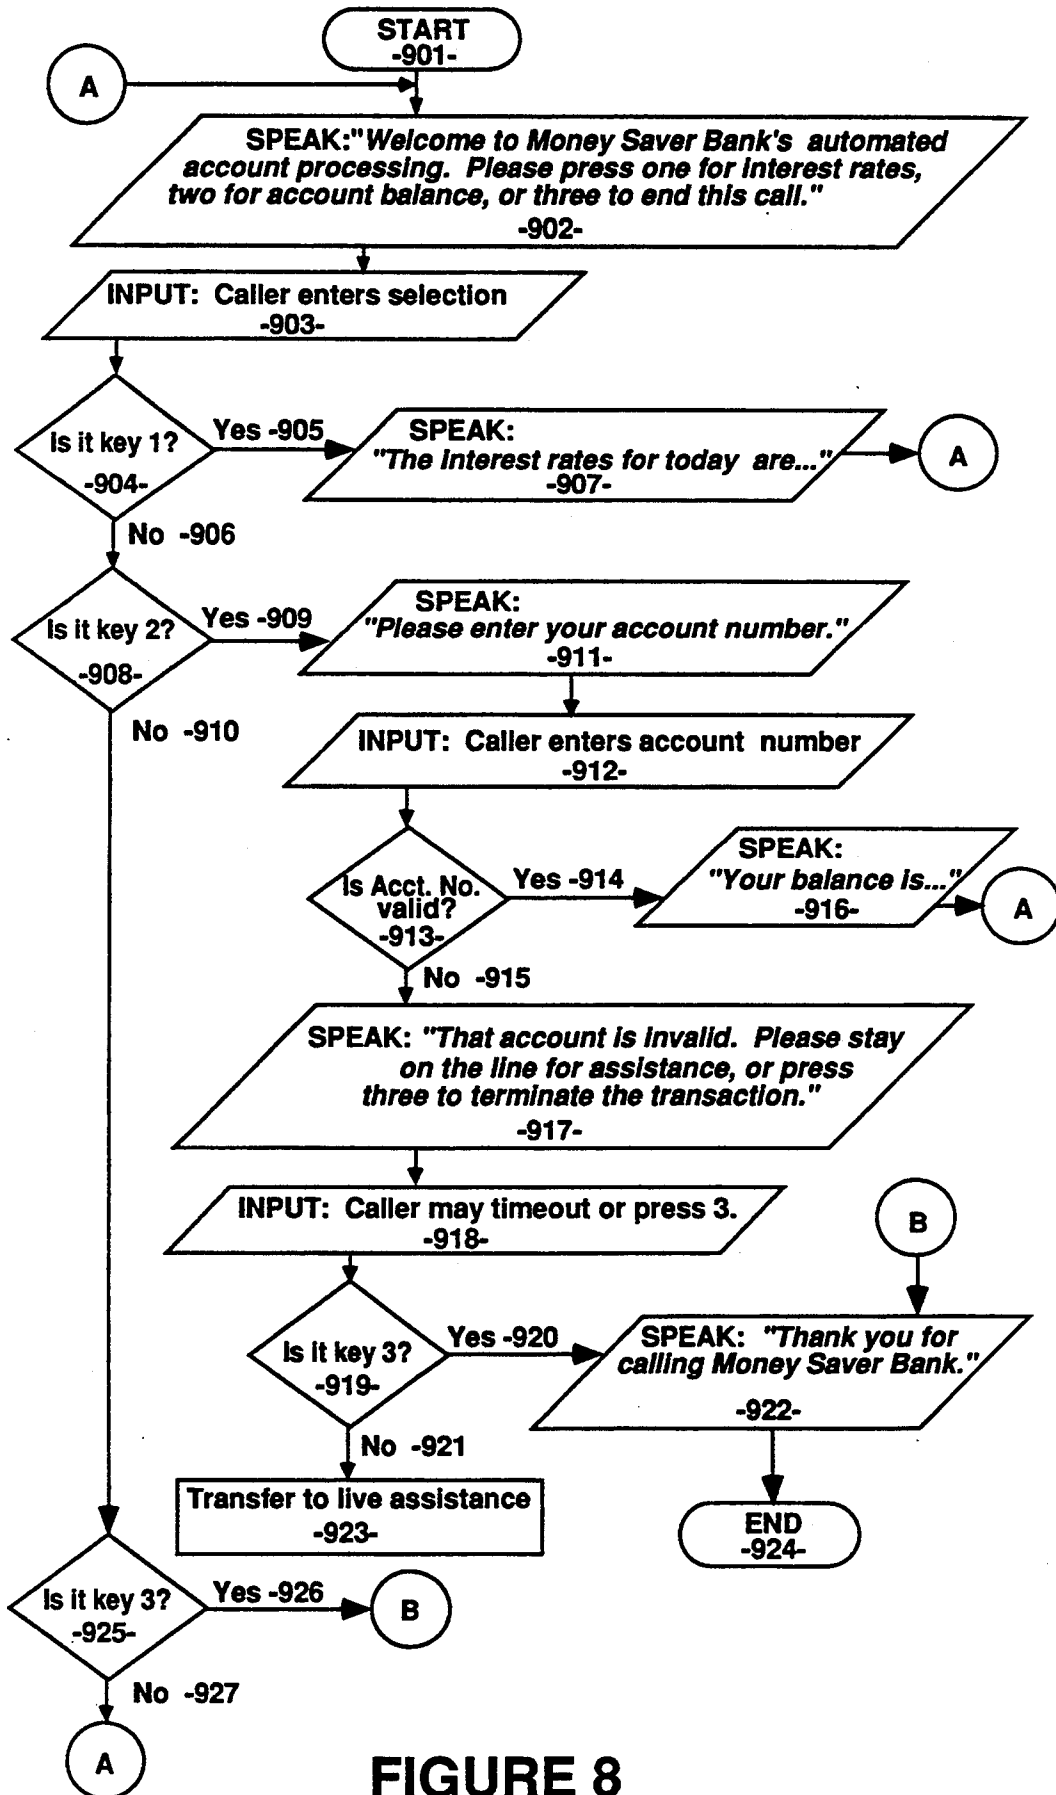 START
-901-
A
SPEAK:"Welcome to Money Saver Bank's automated
account processing. Please press one for interest rates,
two for account balance, or three to end this call."
-902-
INPUT: Caller enters selection
-903-
Is it key 1?
-904-
Yes -905
SPEAK:
"The interest rates for today are..."
-907-
A
No -906
Is it key 2?
-908-
Yes -909
SPEAK:
"Please enter your account number."
-911-
No -910
INPUT: Caller enters account number
-912-
Is Acct. No.
valid?
-913-
Yes -914
SPEAK:
"Your balance is..."
-916-
A
No -915
SPEAK: "That account is invalid. Please stay
on the line for assistance, or press
three to terminate the transaction."
-917-
INPUT: Caller may timeout or press 3.
-918-
B
Is it key 3?
-919-
Yes -920
SPEAK: "Thank you for
calling Money Saver Bank."
-922-
No -921
Transfer to live assistance
-923-
END
-924-
Is it key 3?
-925-
Yes -926
B
No -927
A
FIGURE 8